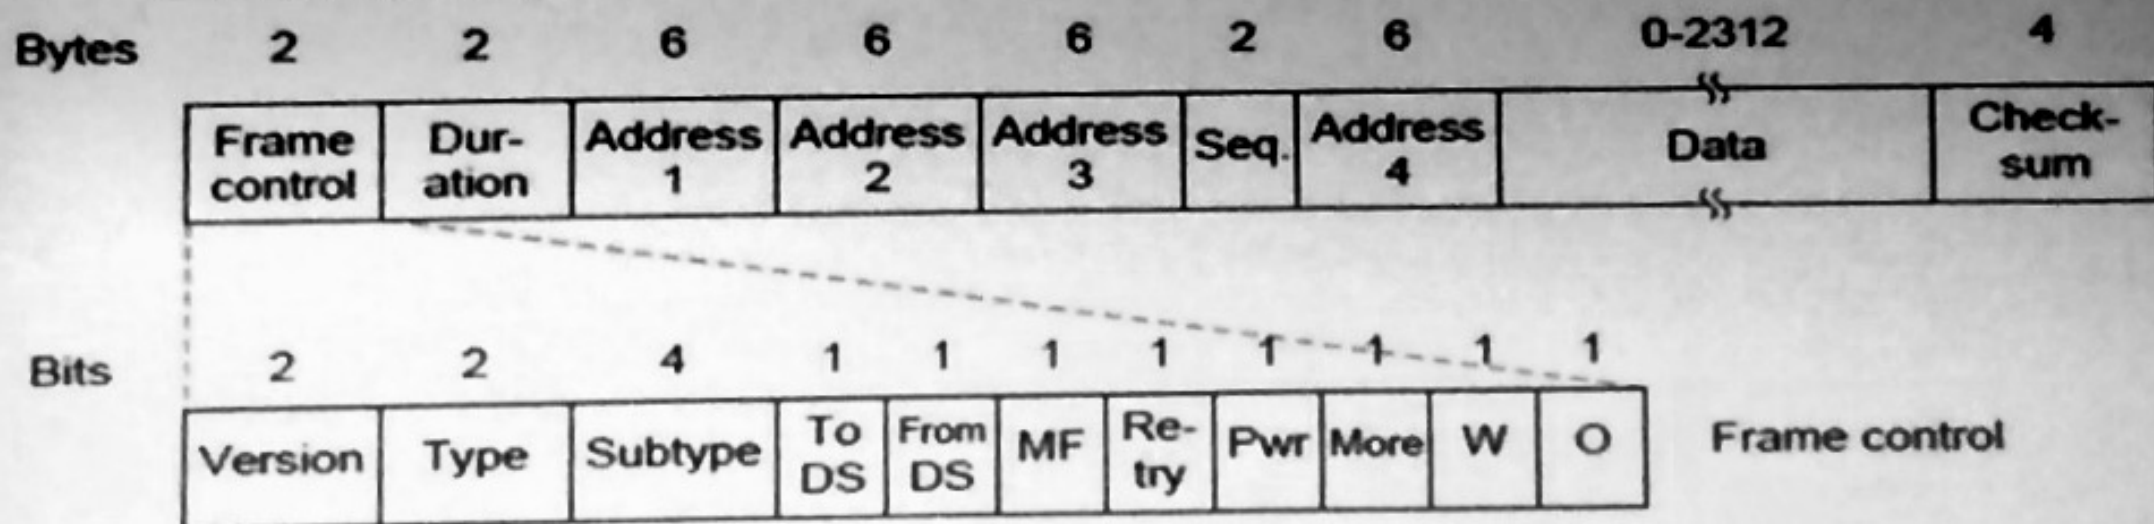 Bytes 2 2 6 6 6 2 6 0-2312 4
Frame control Dur-ation Address 1 Address 2 Address 3 Seq. Address 4 Data Check-sum
Bits 2 2 4 1 1 1 1 1 1 1 1
Version Type Subtype To DS From DS MF Re-try Pwr More W O Frame control